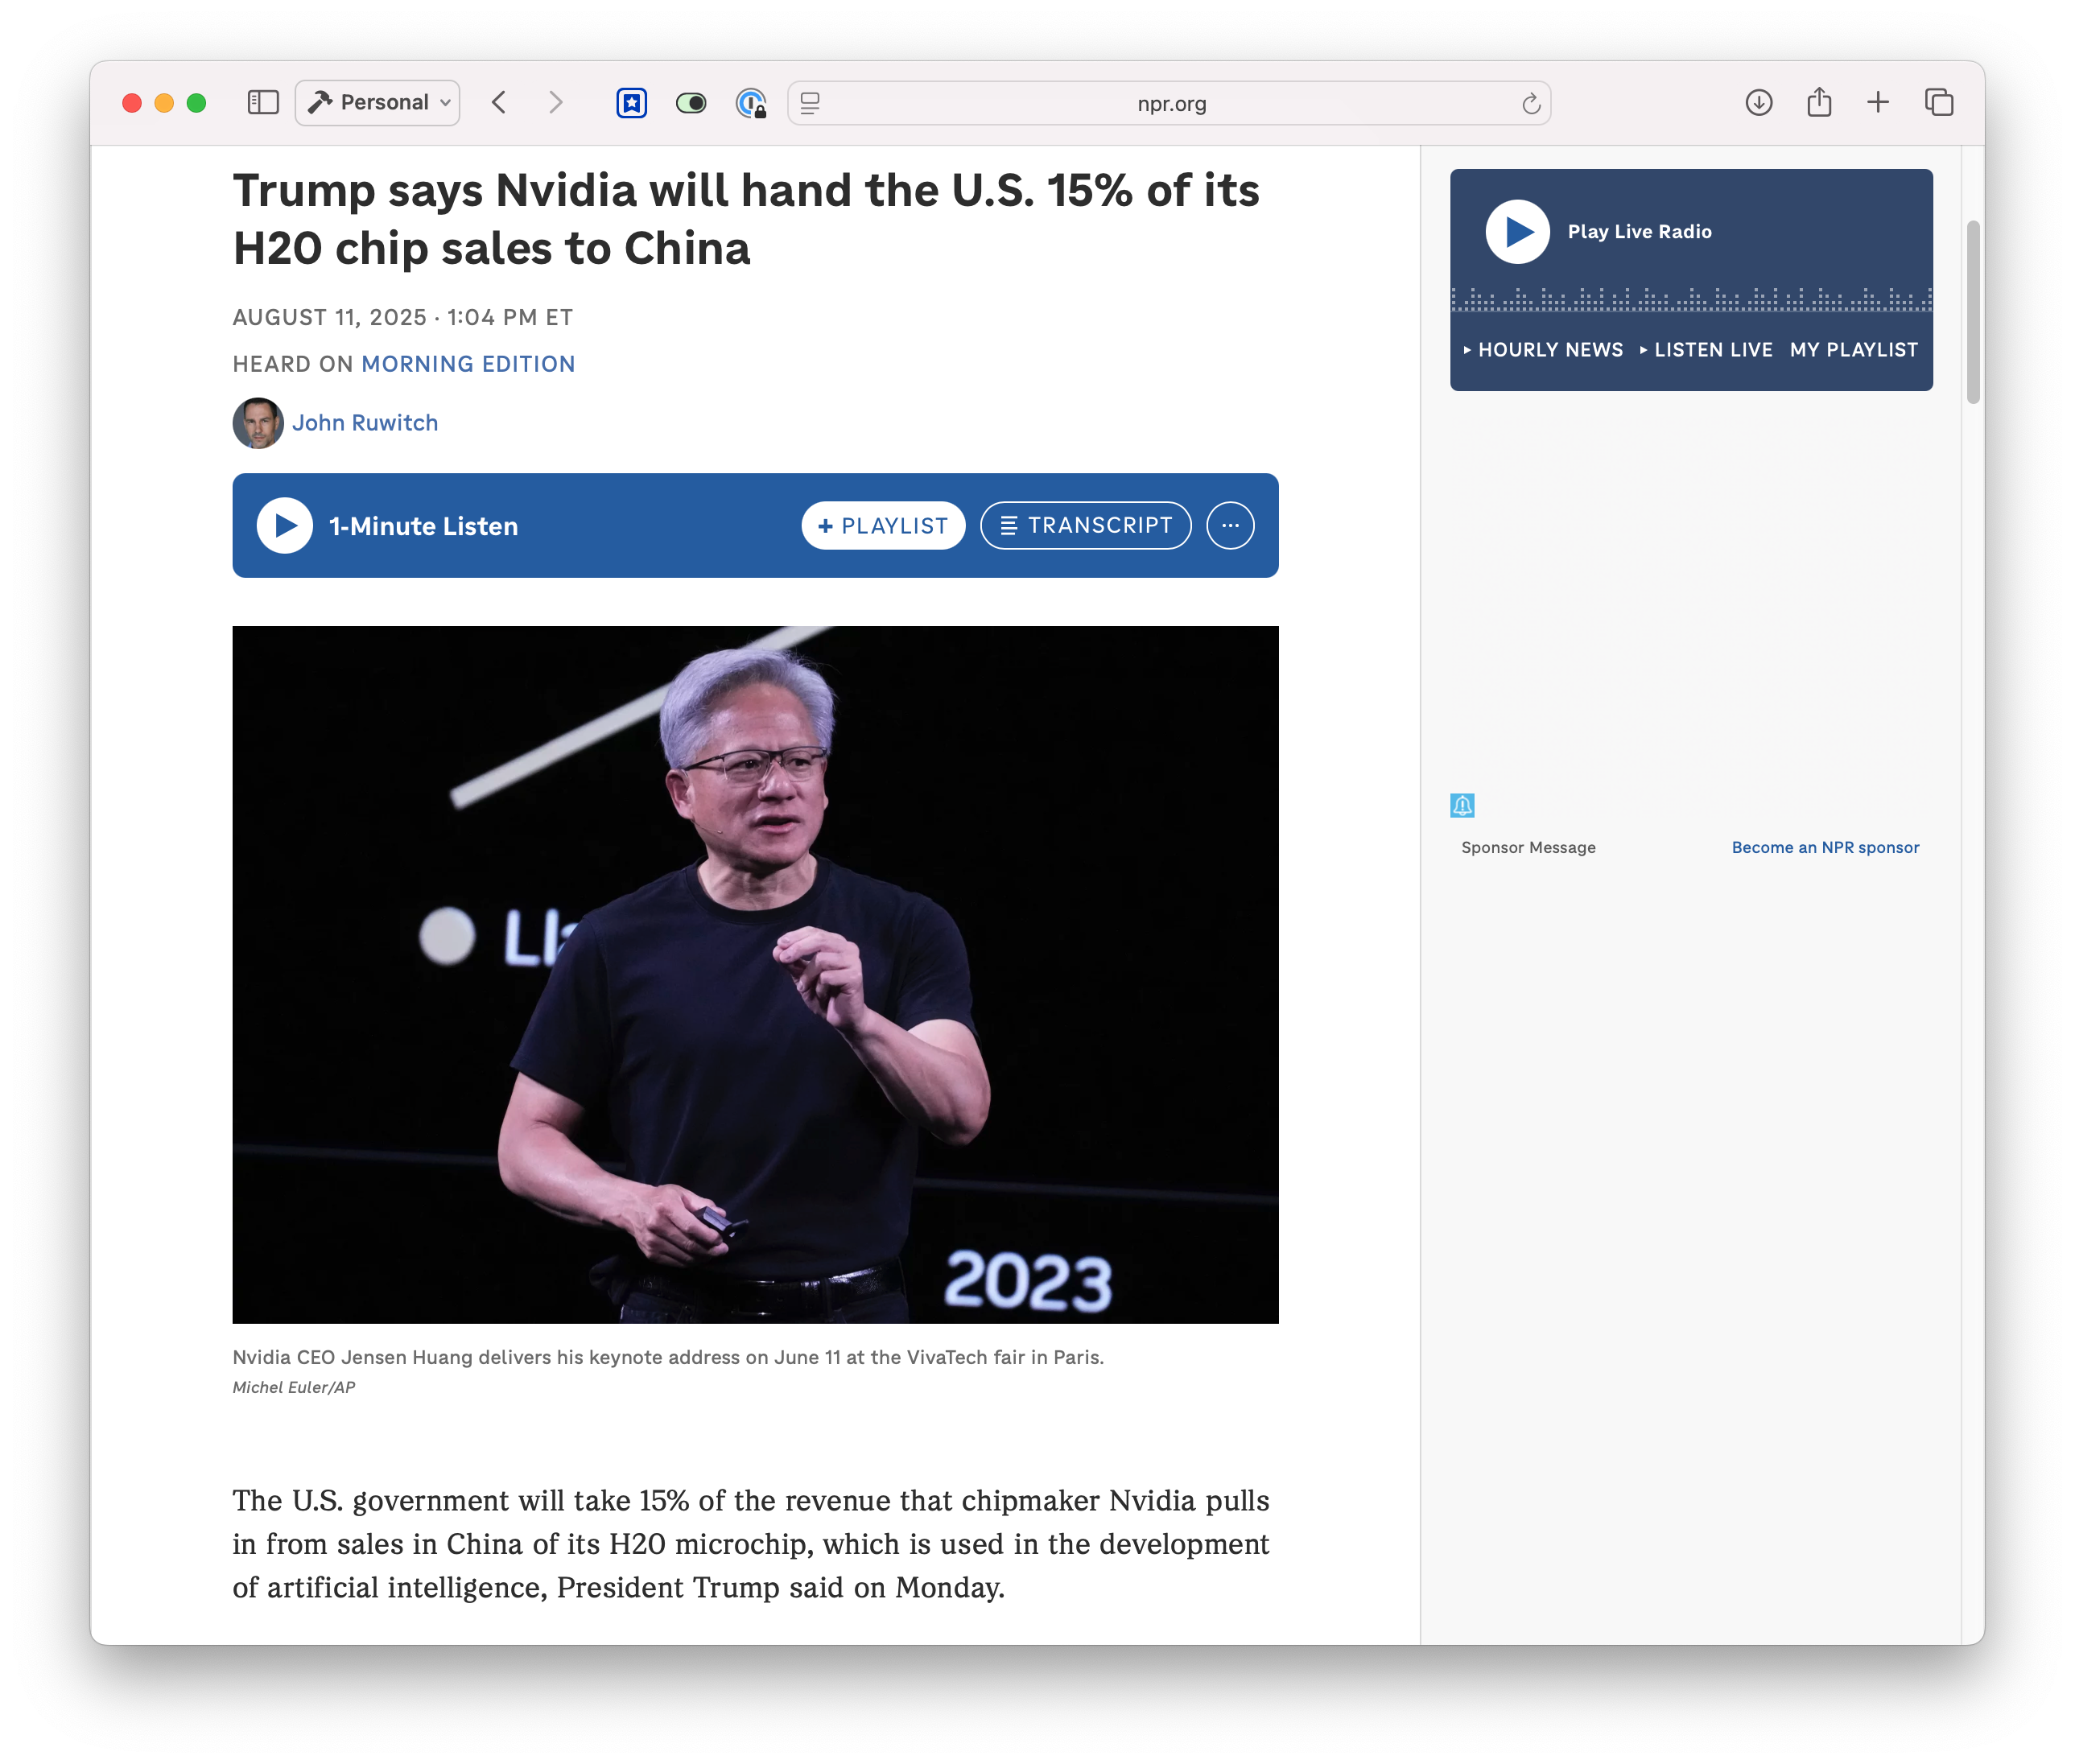 Personal
npr.org
Trump says Nvidia will hand the U.S. 15% of its
H20 chip sales to China
AUGUST 11, 2025 · 1:04 PM ET
HEARD ON MORNING EDITION
John Ruwitch
1-Minute Listen
+ PLAYLIST
TRANSCRIPT
Lla
2023
Nvidia CEO Jensen Huang delivers his keynote address on June 11 at the VivaTech fair in Paris.
Michel Euler/AP
The U.S. government will take 15% of the revenue that chipmaker Nvidia pulls
in from sales in China of its H20 microchip, which is used in the development
of artificial intelligence, President Trump said on Monday.
Play Live Radio
HOURLY NEWS
LISTEN LIVE
MY PLAYLIST
Sponsor Message
Become an NPR sponsor